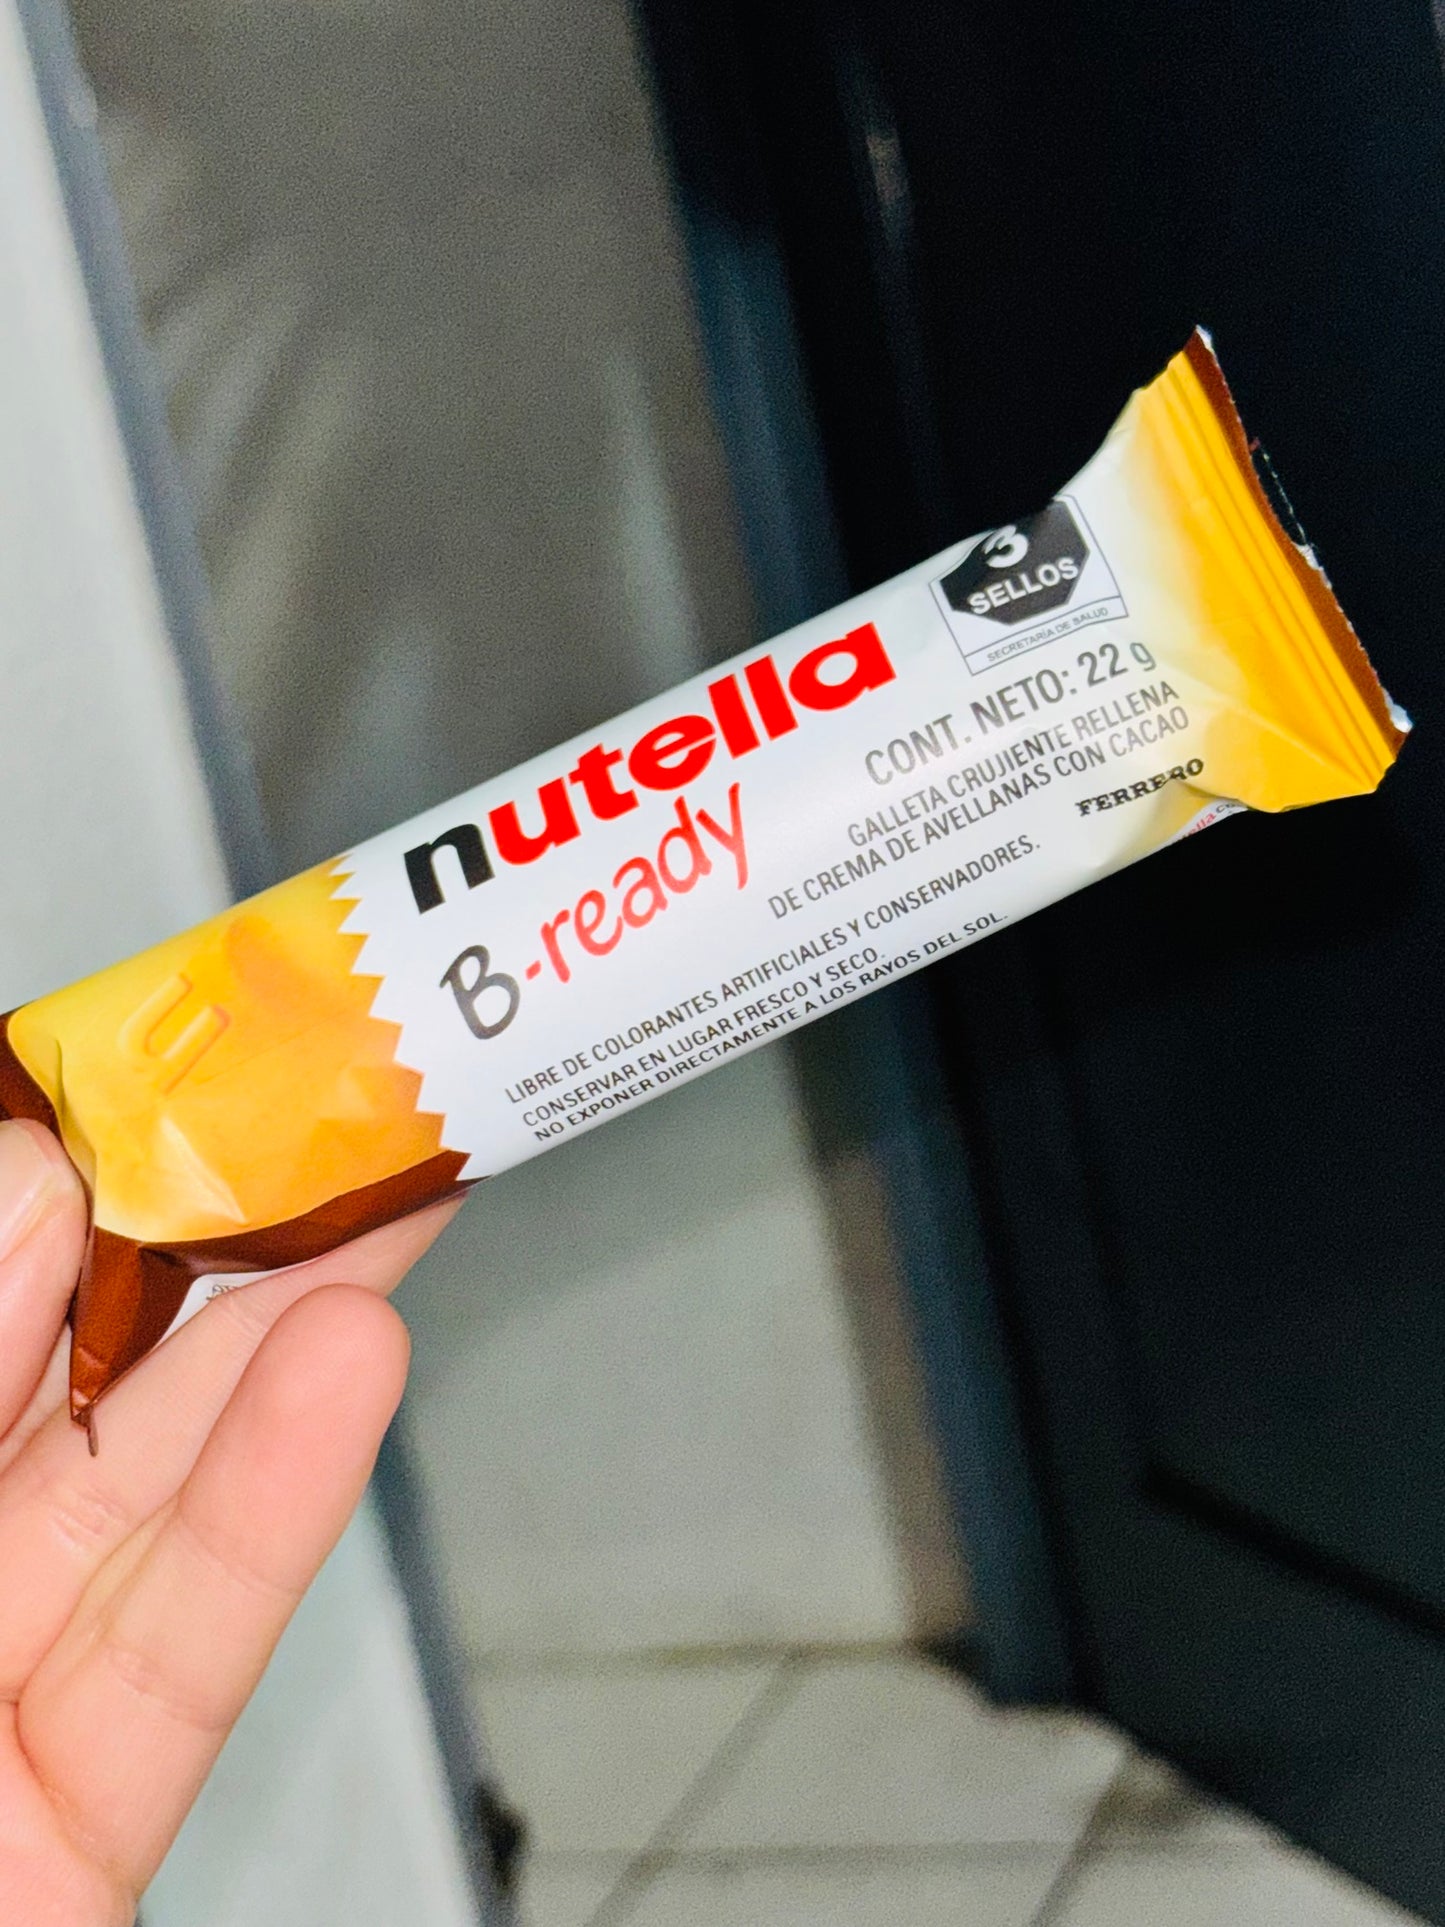 nutella
B-ready
3
SELLOS
SECRETARÍA DE SALUD
CONT. NETO: 22 g
GALLETA CRUJIENTE RELLENA
DE CREMA DE AVELLANAS CON CACAO
FERRERO
LIBRE DE COLORANTES ARTIFICIALES Y CONSERVADORES.
CONSERVAR EN LUGAR FRESCO Y SECO.
NO EXPONER DIRECTAMENTE A LOS RAYOS DEL SOL.